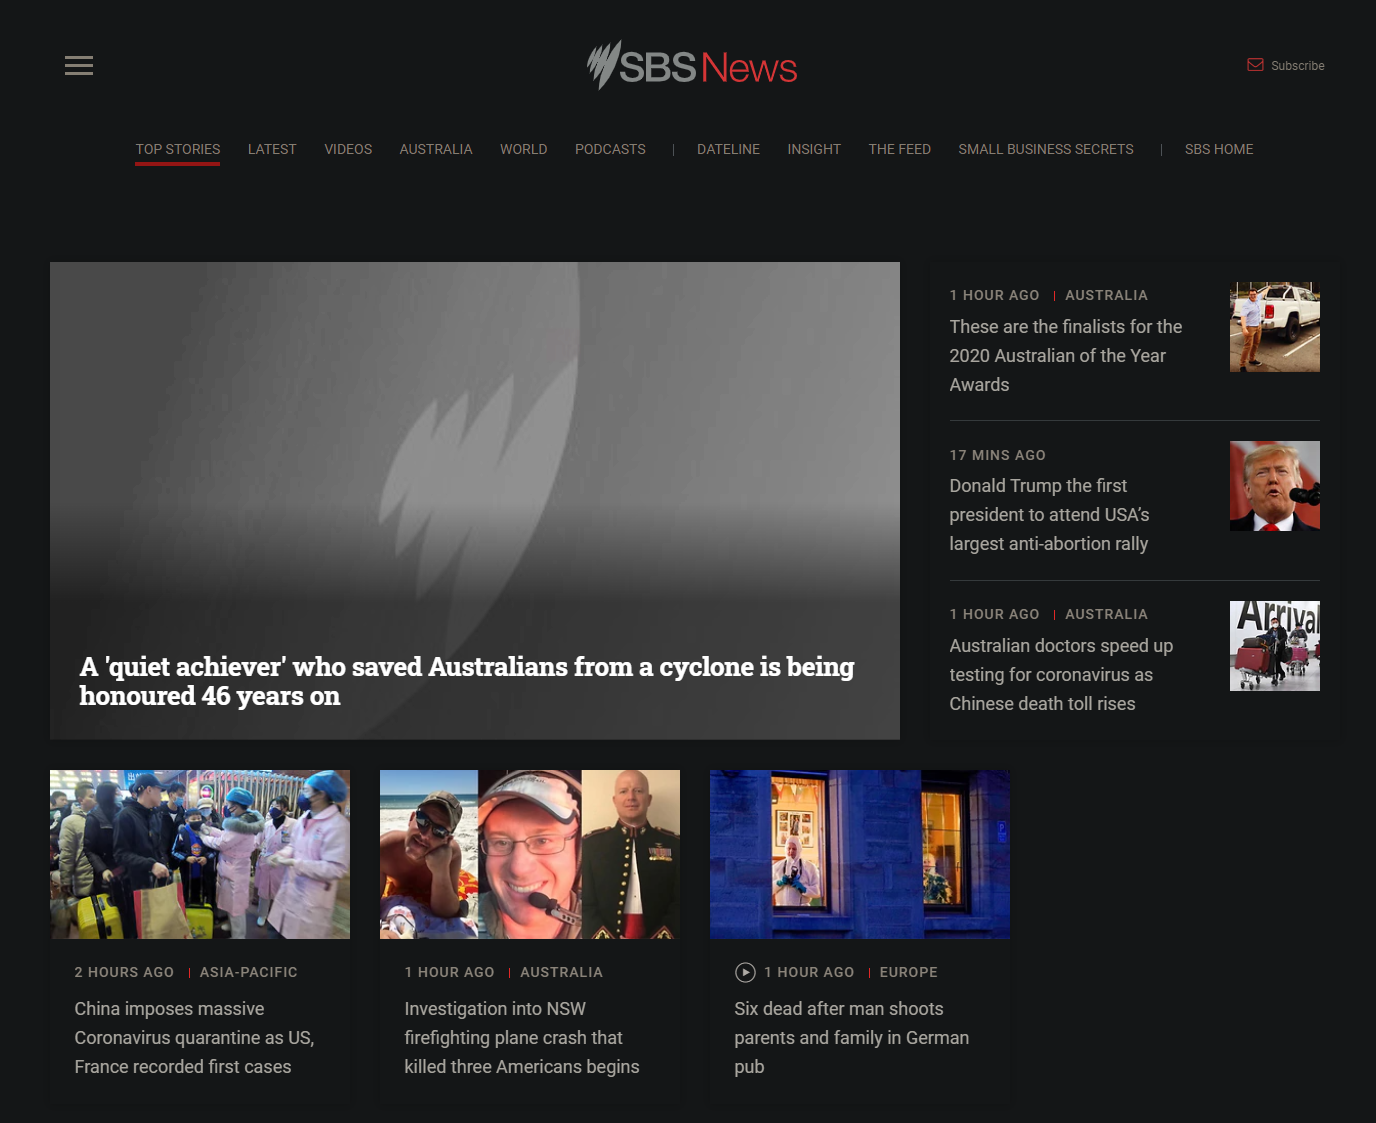 SBS News
Subscribe
TOP STORIES LATEST VIDEOS AUSTRALIA WORLD PODCASTS | DATELINE INSIGHT THE FEED SMALL BUSINESS SECRETS | SBS HOME
A 'quiet achiever' who saved Australians from a cyclone is being
honoured 46 years on
1 HOUR AGO | AUSTRALIA
These are the finalists for the
2020 Australian of the Year
Awards
17 MINS AGO
Donald Trump the first
president to attend USA’s
largest anti-abortion rally
1 HOUR AGO | AUSTRALIA
Australian doctors speed up
testing for coronavirus as
Chinese death toll rises
Arrival
2 HOURS AGO | ASIA-PACIFIC
China imposes massive
Coronavirus quarantine as US,
France recorded first cases
1 HOUR AGO | AUSTRALIA
Investigation into NSW
firefighting plane crash that
killed three Americans begins
1 HOUR AGO | EUROPE
Six dead after man shoots
parents and family in German
pub